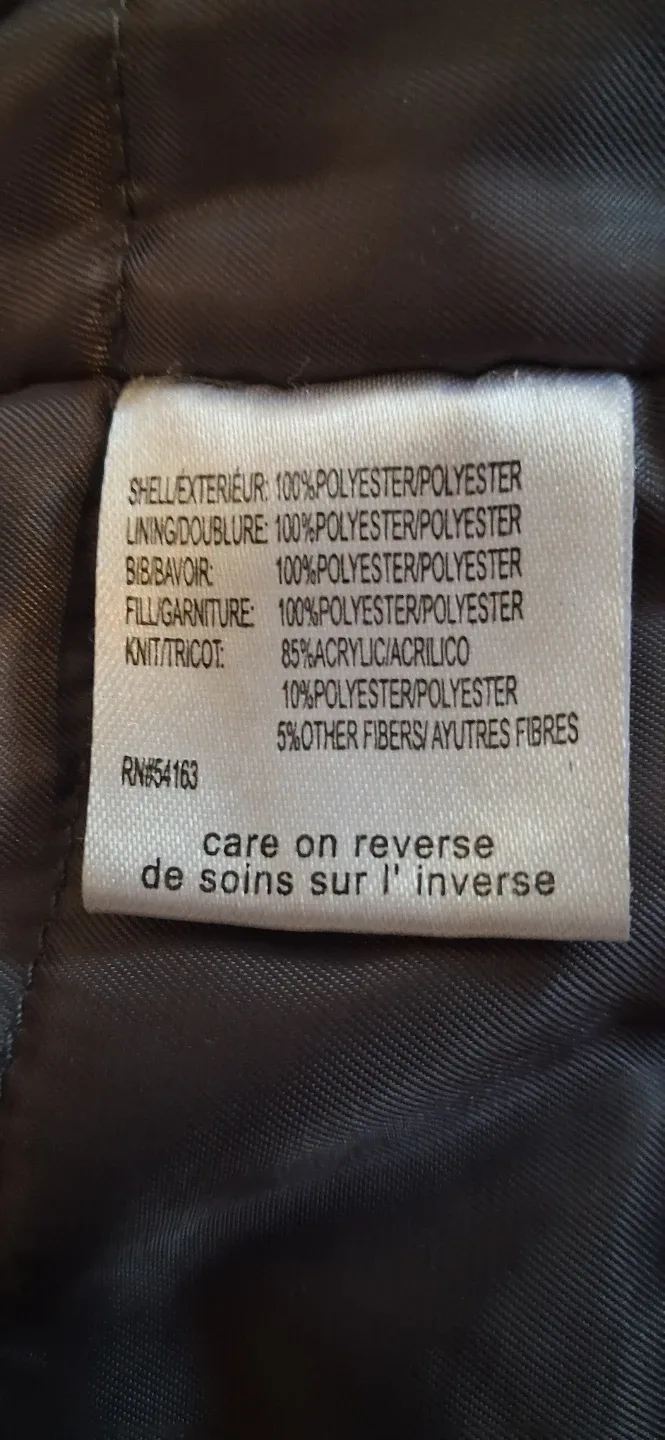 SHELL/ÉXTERIÉUR: 100%POLYESTER/POLYESTER
LINING/DOUBLURE: 100%POLYESTER/POLYESTER
BIB/BAVOIR: 100%POLYESTER/POLYESTER
FILL/GARNITURE: 100%POLYESTER/POLYESTER
KNIT/TRICOT: 85%ACRYLIC/ACRILICO
10%POLYESTER/POLYESTER
5%OTHER FIBERS/ AYUTRES FIBRES
RN#54163
care on reverse
de soins sur l' inverse